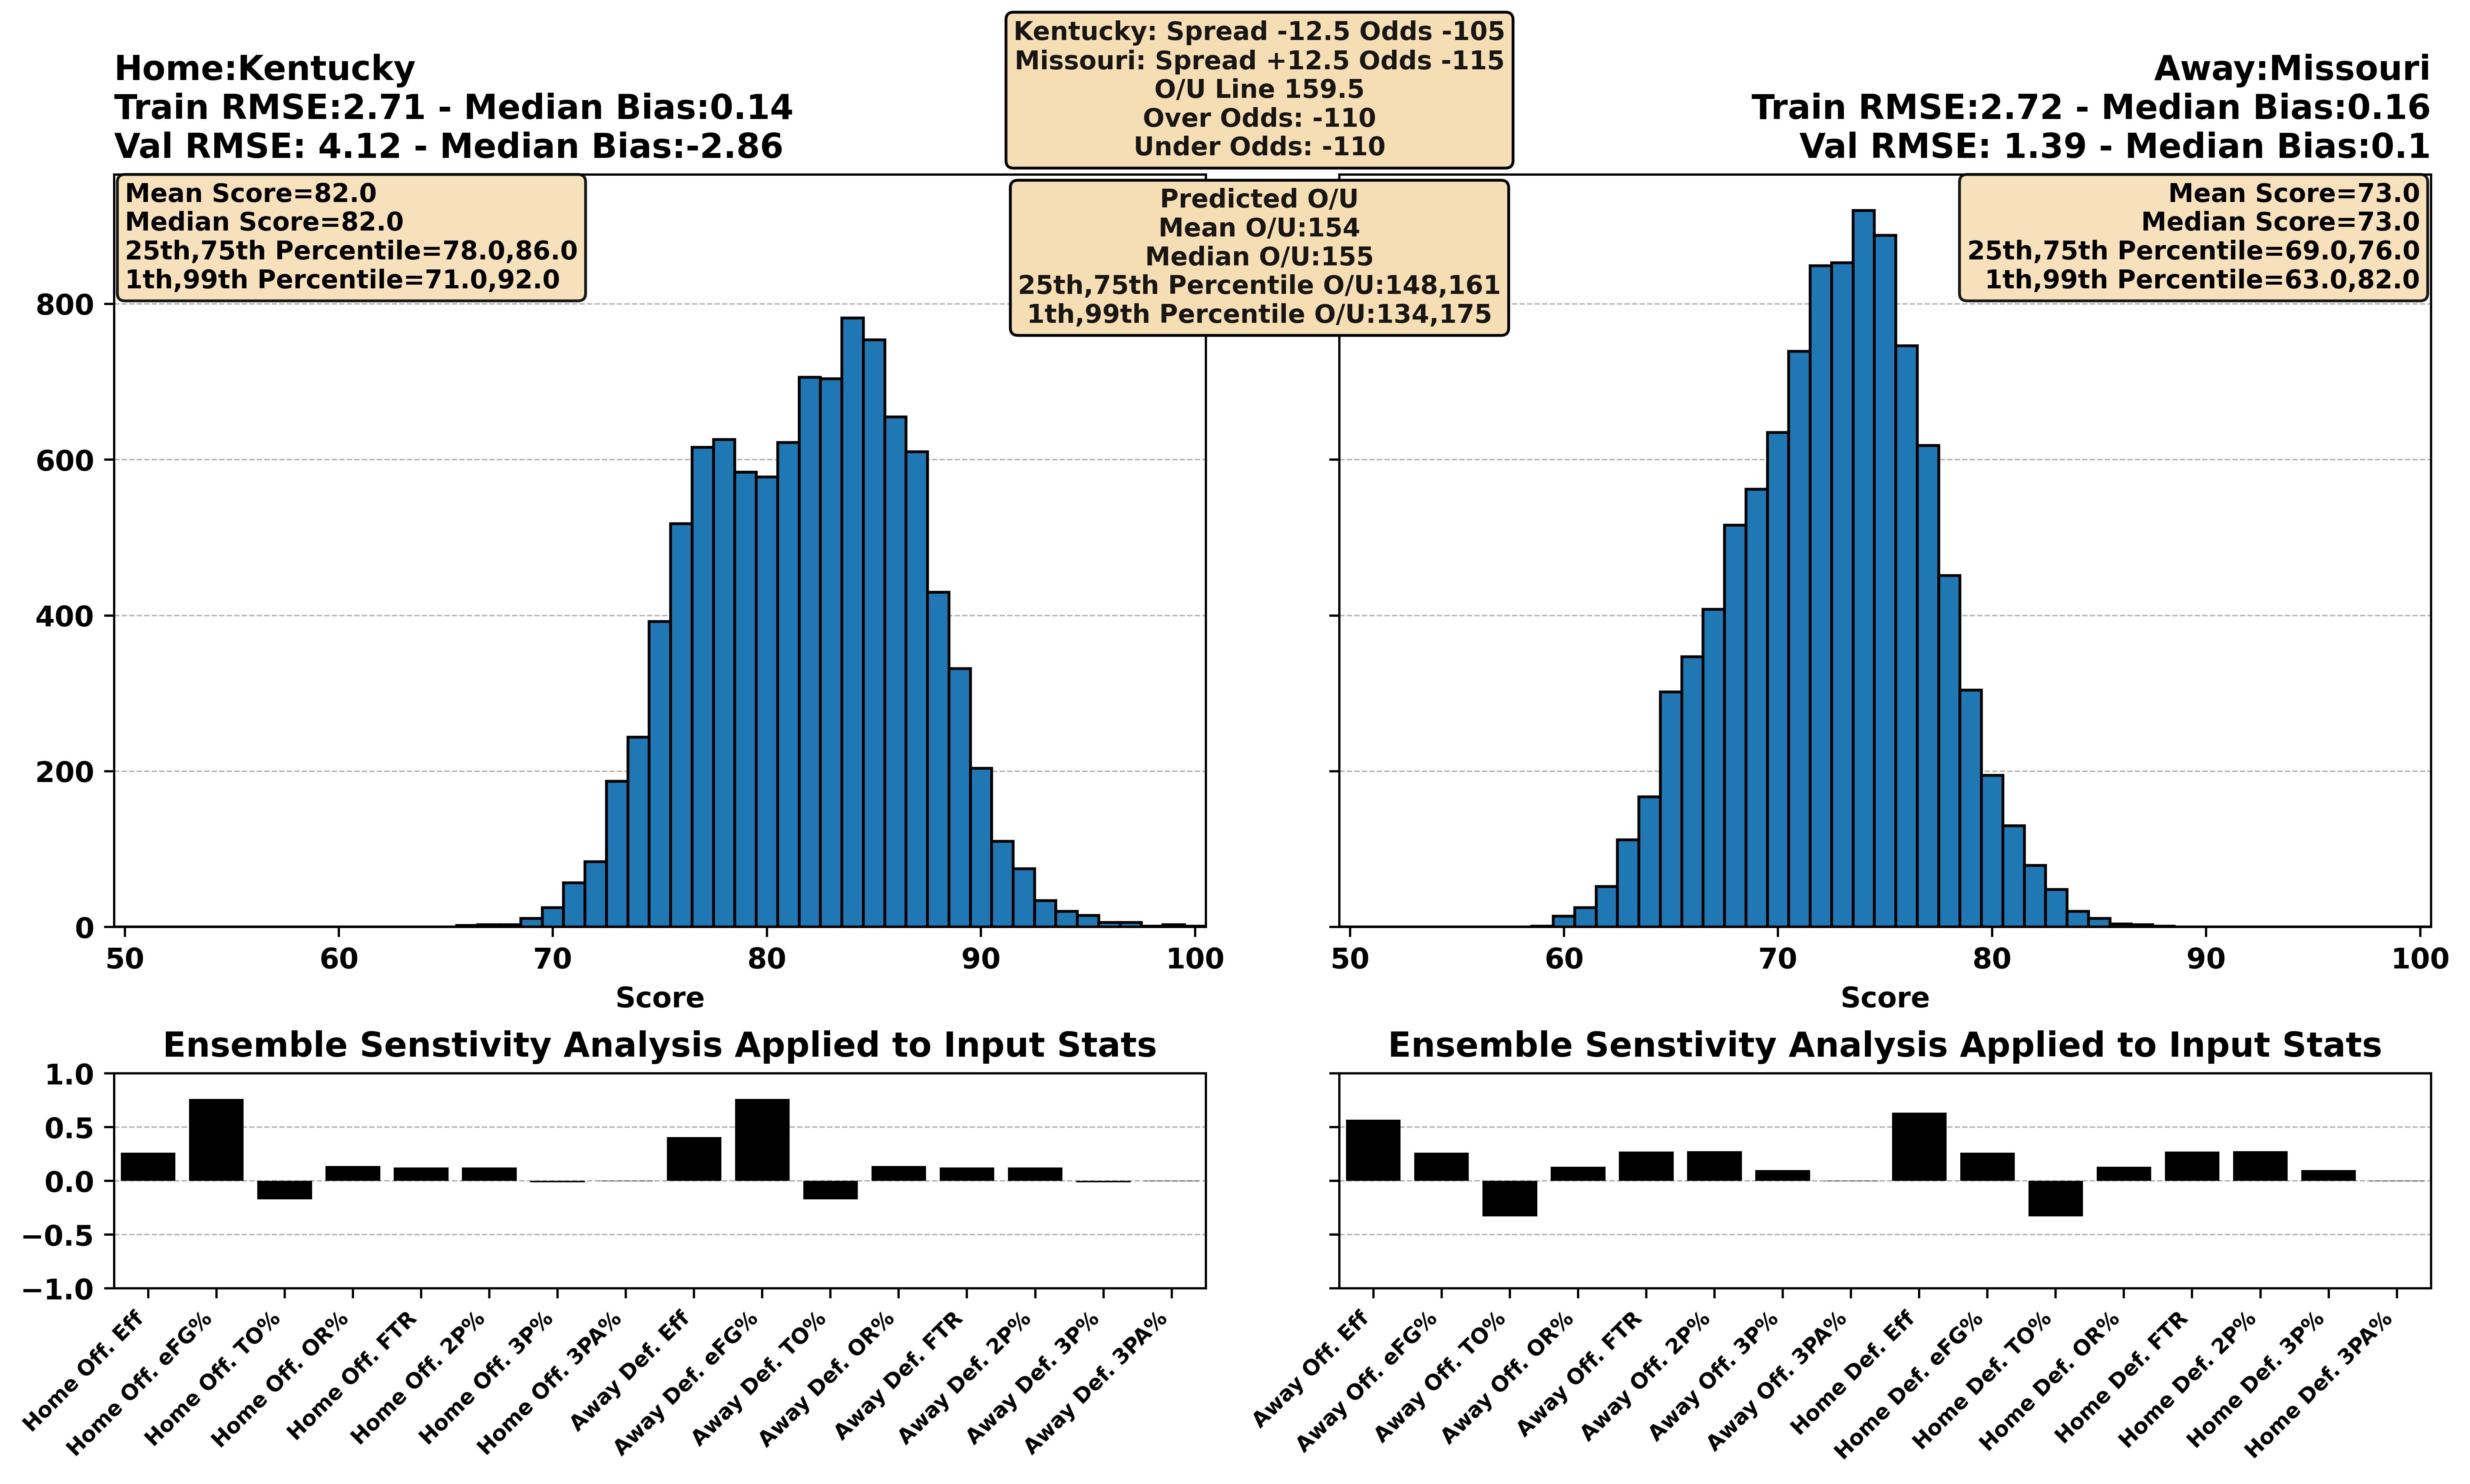 Kentucky: Spread -12.5 Odds -105
Missouri: Spread +12.5 Odds -115
O/U Line 159.5
Over Odds: -110
Under Odds: -110
Home:Kentucky
Train RMSE:2.71 - Median Bias:0.14
Val RMSE: 4.12 - Median Bias:-2.86
Away:Missouri
Train RMSE:2.72 - Median Bias:0.16
Val RMSE: 1.39 - Median Bias:0.1
Mean Score=82.0
Median Score=82.0
25th,75th Percentile=78.0,86.0
1th,99th Percentile=71.0,92.0
Predicted O/U
Mean O/U:154
Median O/U:155
25th,75th Percentile O/U:148,161
1th,99th Percentile O/U:134,175
Mean Score=73.0
Median Score=73.0
25th,75th Percentile=69.0,76.0
1th,99th Percentile=63.0,82.0
800
600
400
200
0
50 60 70 80 90 100
Score
50 60 70 80 90 100
Score
Ensemble Senstivity Analysis Applied to Input Stats
Ensemble Senstivity Analysis Applied to Input Stats
1.0
0.5
0.0
−0.5
−1.0
Home Off. Eff
Home Off. eFG%
Home Off. TO%
Home Off. OR%
Home Off. FTR
Home Off. 2P%
Home Off. 3P%
Home Off. 3PA%
Away Def. Eff
Away Def. eFG%
Away Def. TO%
Away Def. OR%
Away Def. FTR
Away Def. 2P%
Away Def. 3P%
Away Def. 3PA%
Away Off. Eff
Away Off. eFG%
Away Off. TO%
Away Off. OR%
Away Off. FTR
Away Off. 2P%
Away Off. 3P%
Away Off. 3PA%
Home Def. Eff
Home Def. eFG%
Home Def. TO%
Home Def. OR%
Home Def. FTR
Home Def. 2P%
Home Def. 3P%
Home Def. 3PA%